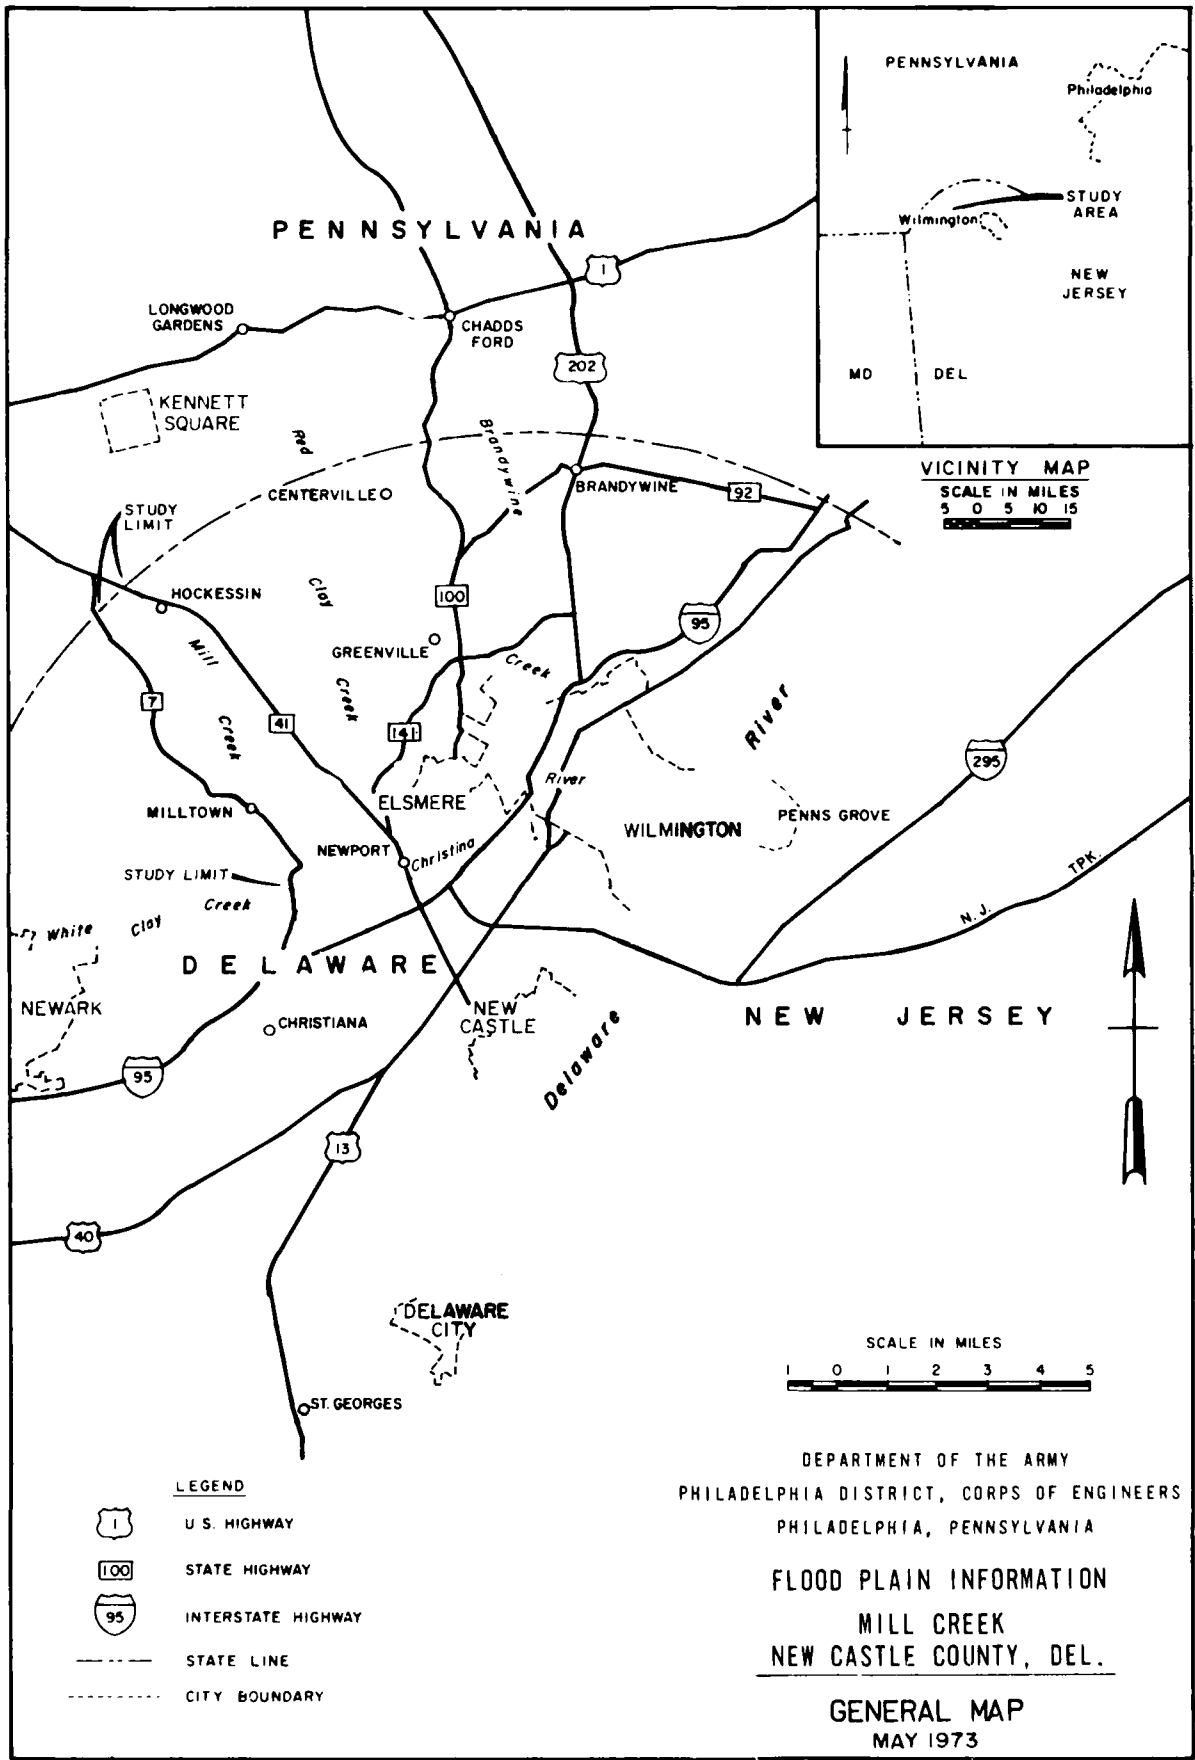 PENNSYLVANIA
Philadelphia
STUDY
AREA
Wilmington
NEW
JERSEY
MD
DEL
VICINITY MAP
SCALE IN MILES
5 0 5 10 15
PENNSYLVANIA
1
LONGWOOD
GARDENS
CHADDS
FORD
202
KENNETT
SQUARE
Red
Brandywine
CENTERVILLE
BRANDYWINE
92
STUDY
LIMIT
HOCKESSIN
Clay
100
95
Mill
GREENVILLE
Creek
Creek
River
7
Creek
41
141
295
River
ELSMERE
MILLTOWN
WILMINGTON
PENNS GROVE
NEWPORT
Christina
TPK.
STUDY LIMIT
Creek
N. J.
White
Clay
DELAWARE
NEWARK
NEW
CASTLE
NEW JERSEY
CHRISTIANA
Delaware
95
13
40
DELAWARE
CITY
SCALE IN MILES
1 0 1 2 3 4 5
ST. GEORGES
LEGEND
1
U.S. HIGHWAY
100
STATE HIGHWAY
95
INTERSTATE HIGHWAY
STATE LINE
CITY BOUNDARY
DEPARTMENT OF THE ARMY
PHILADELPHIA DISTRICT, CORPS OF ENGINEERS
PHILADELPHIA, PENNSYLVANIA
FLOOD PLAIN INFORMATION
MILL CREEK
NEW CASTLE COUNTY, DEL.
GENERAL MAP
MAY 1973